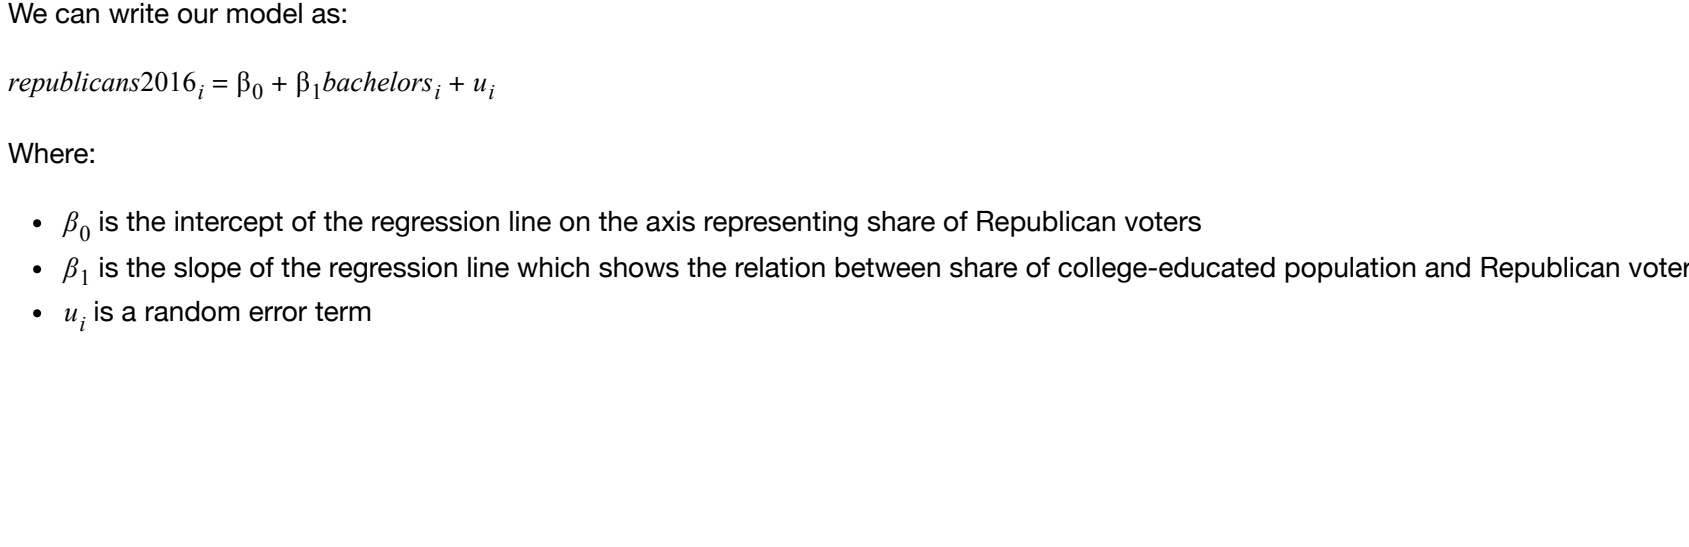 We can write our model as:
republicans2016ᵢ = β₀ + β₁bachelorsᵢ + uᵢ
Where:
• β₀ is the intercept of the regression line on the axis representing share of Republican voters
• β₁ is the slope of the regression line which shows the relation between share of college-educated population and Republican voter
• uᵢ is a random error term